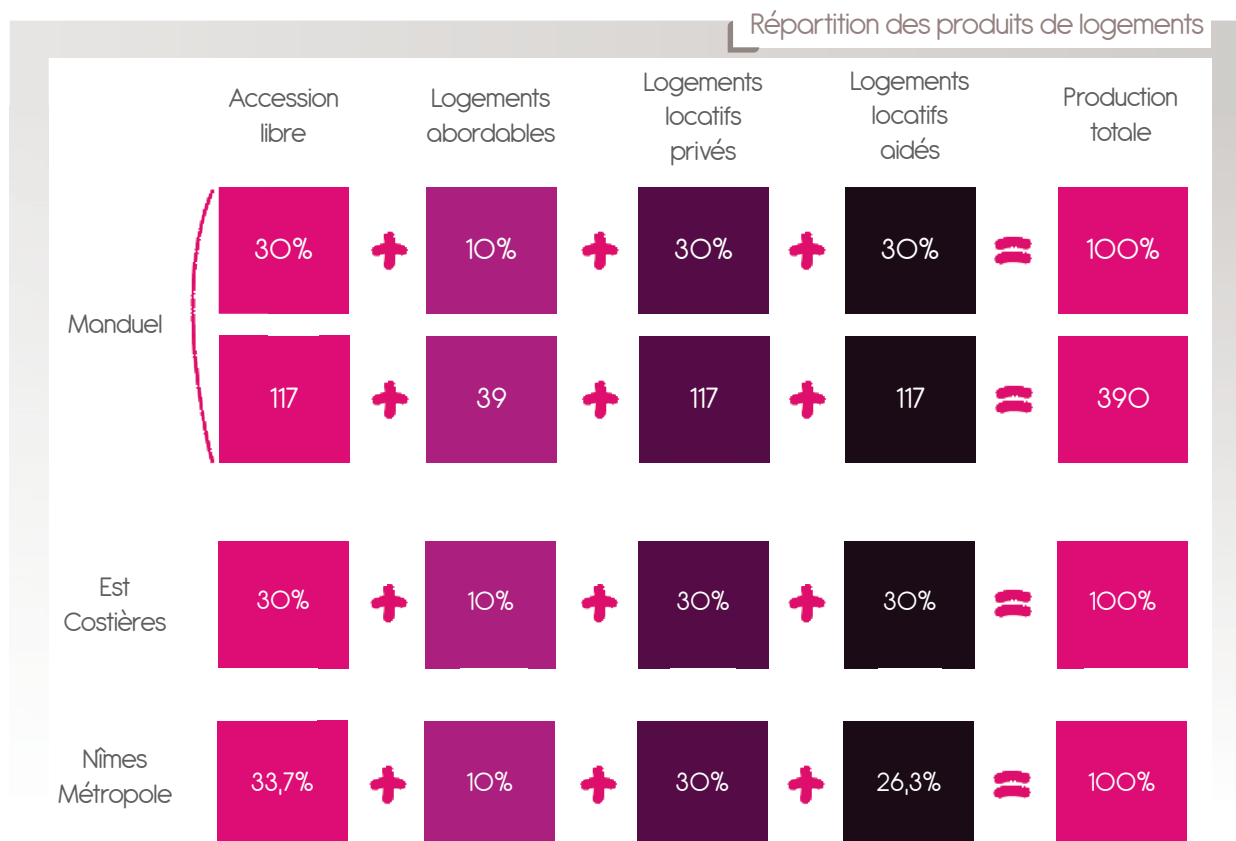 Répartition des produits de logements
Accession
libre
Logements
abordables
Logements
locatifs
privés
Logements
locatifs
aidés
Production
totale
Manduel
30% + 10% + 30% + 30% = 100%
117 + 39 + 117 + 117 = 390
Est
Costières
30% + 10% + 30% + 30% = 100%
Nîmes
Métropole
33,7% + 10% + 30% + 26,3% = 100%